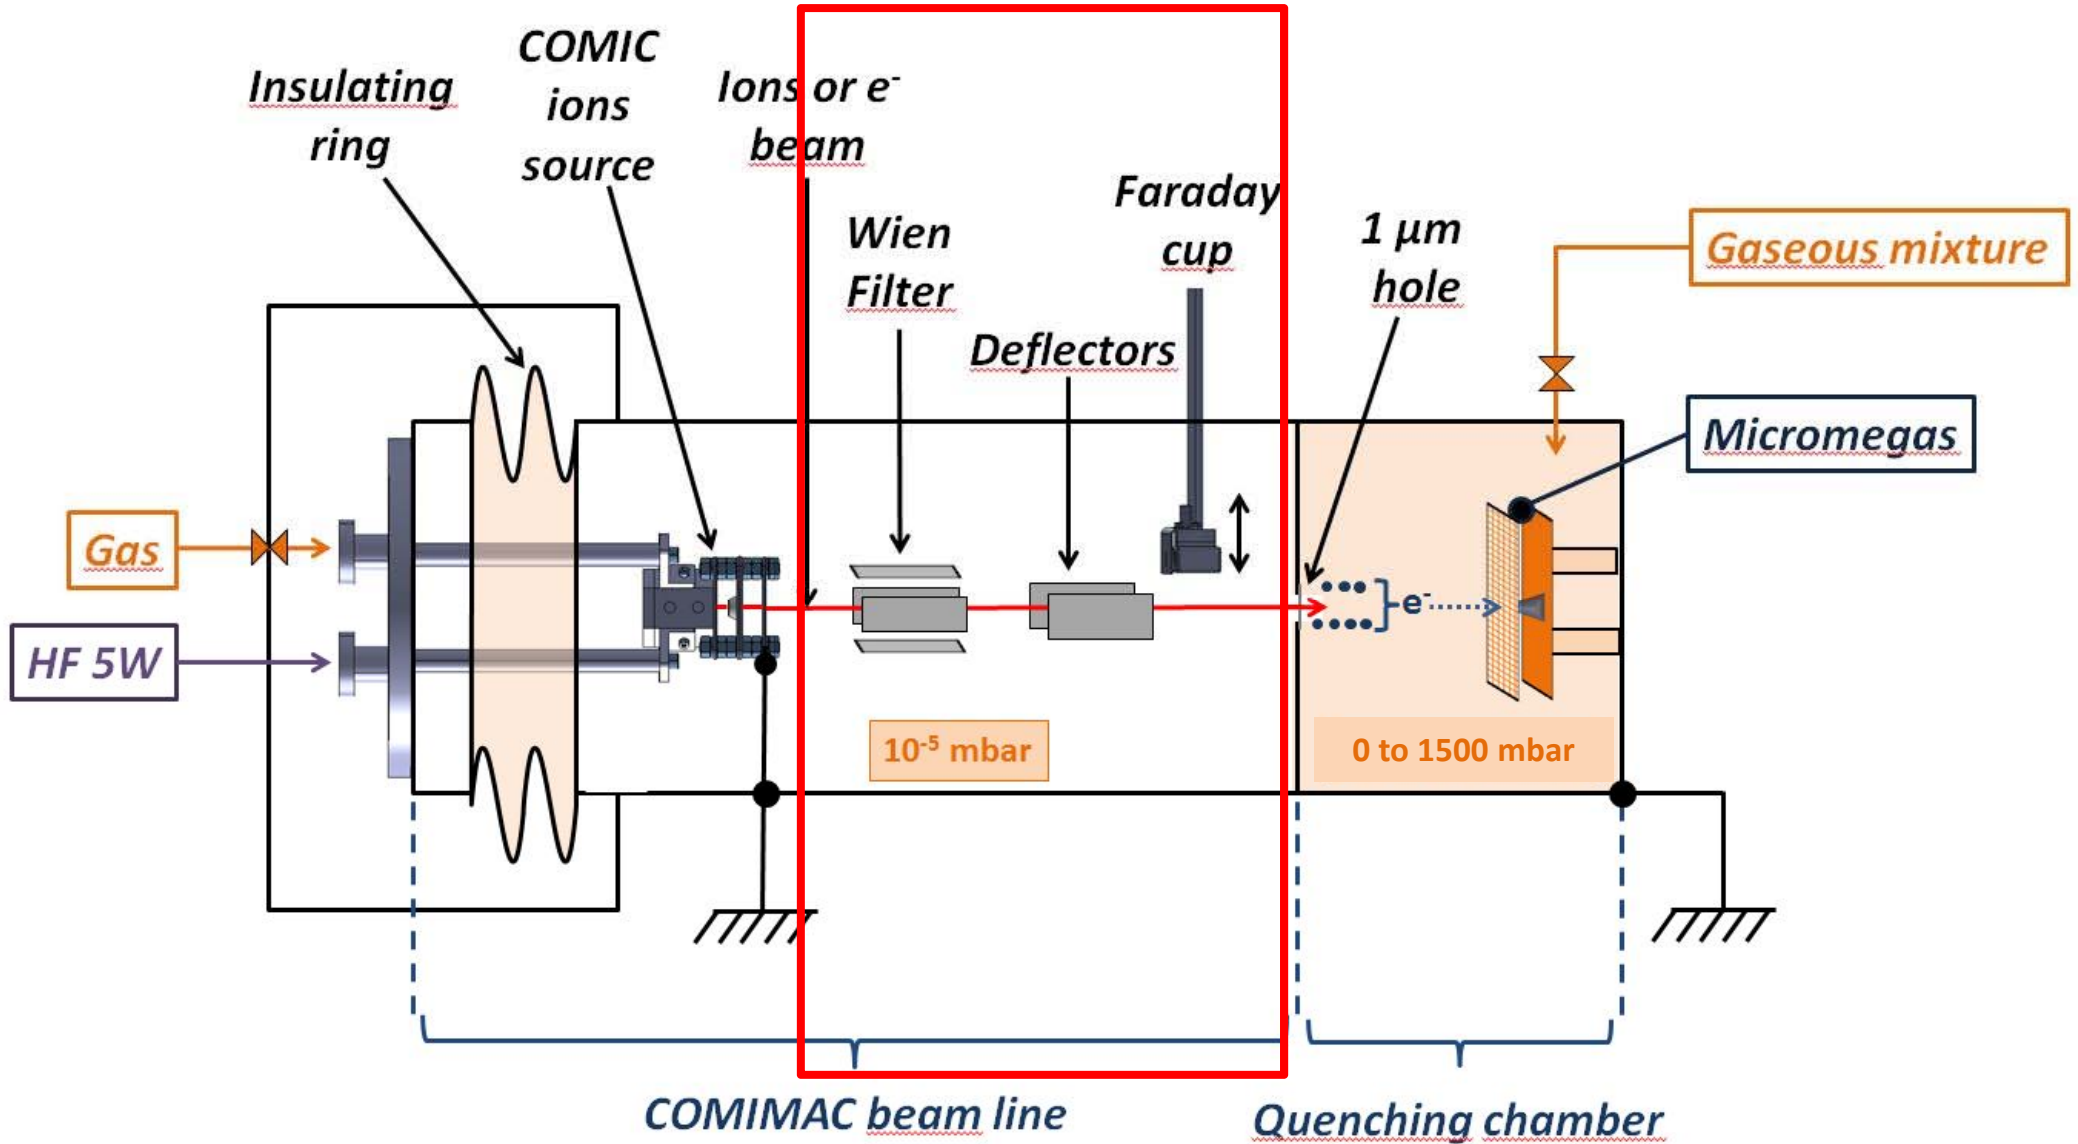 COMIC
ions
source
Insulating
ring
Ions or e⁻
beam
Wien
Filter
Deflectors
Faraday
cup
1 µm
hole
Gaseous mixture
Micromegas
Gas
HF 5W
e⁻
10⁻⁵ mbar
0 to 1500 mbar
COMIMAC beam line
Quenching chamber